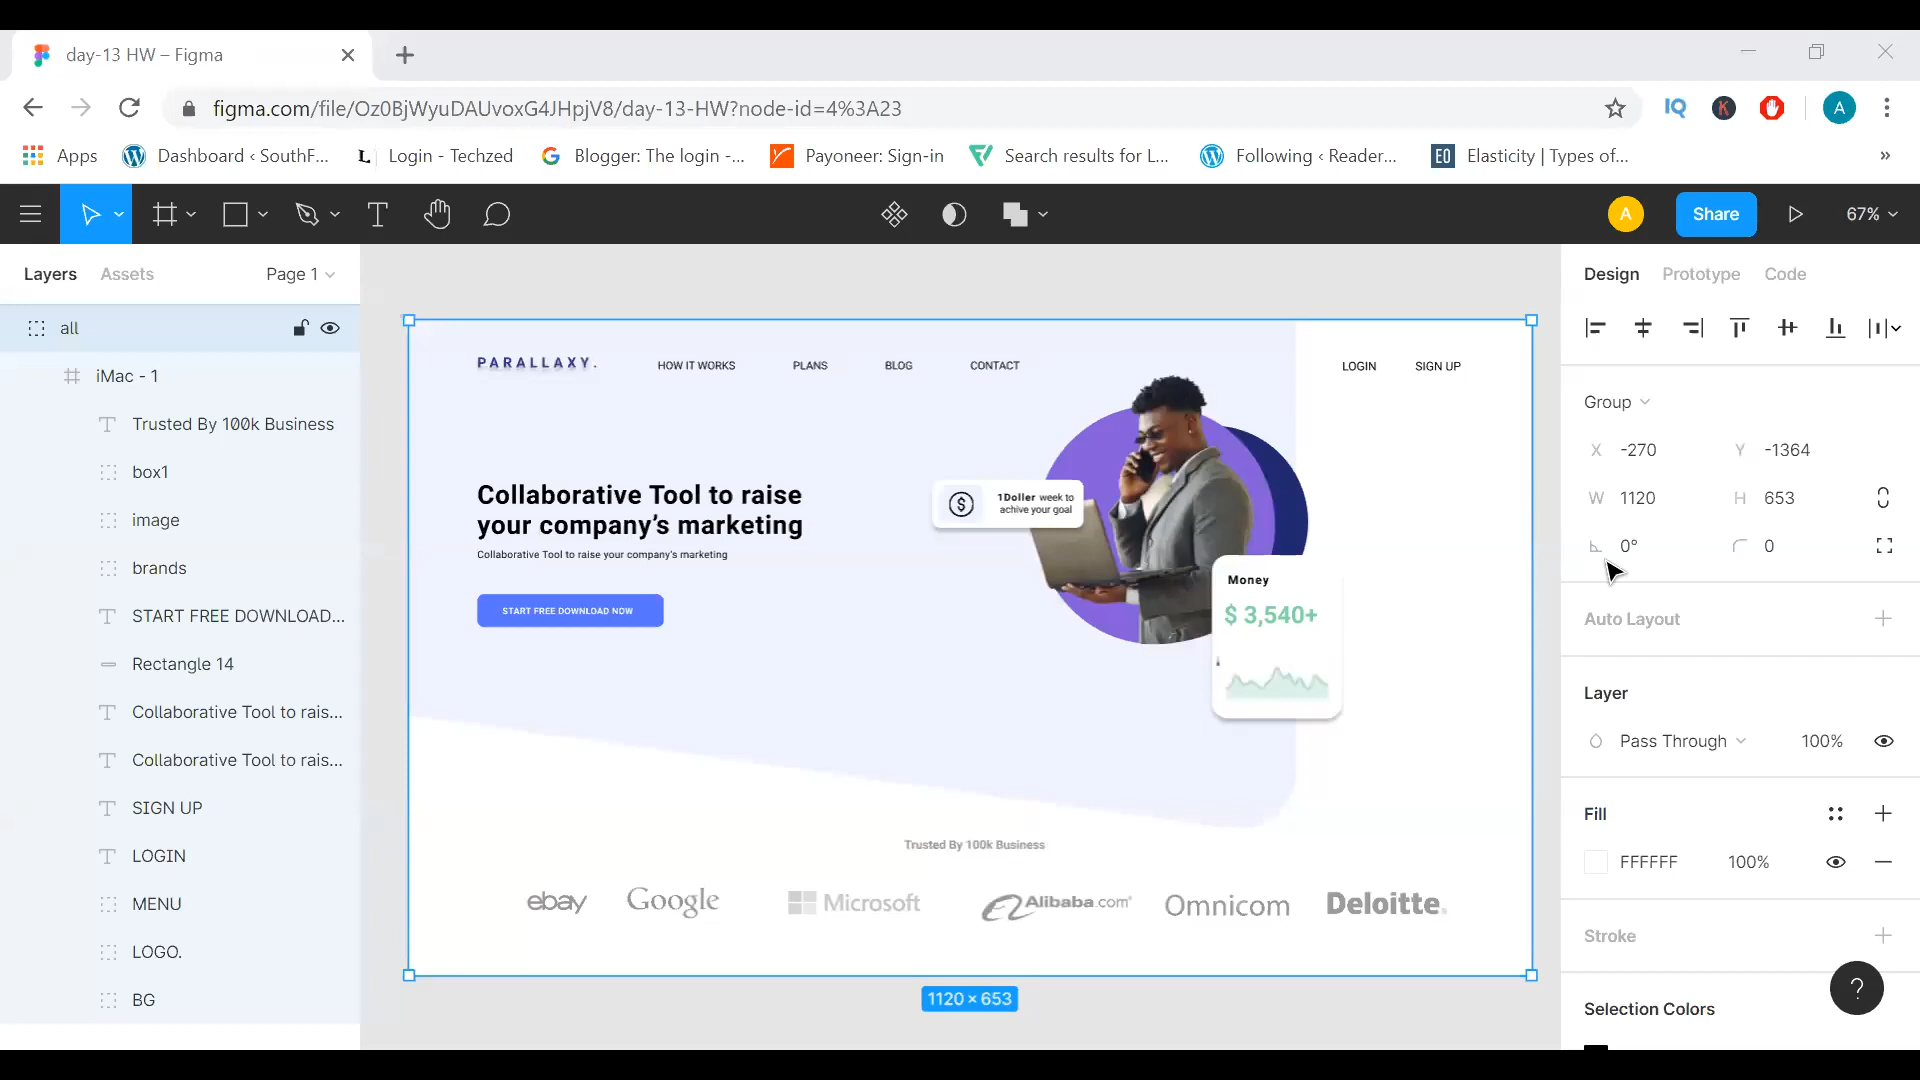 day-13 HW – Figma
figma.com/file/Oz0BjWyuDAUvoxG4JHpjV8/day-13-HW?node-id=4%3A23
IQ K A
Apps Dashboard ‹ SouthF... L Login - Techzed G Blogger: The login -... Payoneer: Sign-in Search results for L... Following ‹ Reader... EO Elasticity | Types of... »
A Share 67%
Layers Assets Page 1
Design Prototype Code
all
iMac - 1
Trusted By 100k Business
box1
image
brands
START FREE DOWNLOAD...
Rectangle 14
Collaborative Tool to rais...
Collaborative Tool to rais...
SIGN UP
LOGIN
MENU
LOGO.
BG
PARALLAXY. HOW IT WORKS PLANS BLOG CONTACT LOGIN SIGN UP
Collaborative Tool to raise
your company’s marketing
Collaborative Tool to raise your company’s marketing
START FREE DOWNLOAD NOW
$ 1Doller week to
achive your goal
Money
$ 3,540+
Trusted By 100k Business
ebay Google Microsoft Alibaba.com Omnicom Deloitte.
1120 × 653
Group
X -270 Y -1364
W 1120 H 653
0° 0
Auto Layout
Layer
Pass Through 100%
Fill
FFFFFF 100%
Stroke
Selection Colors
?